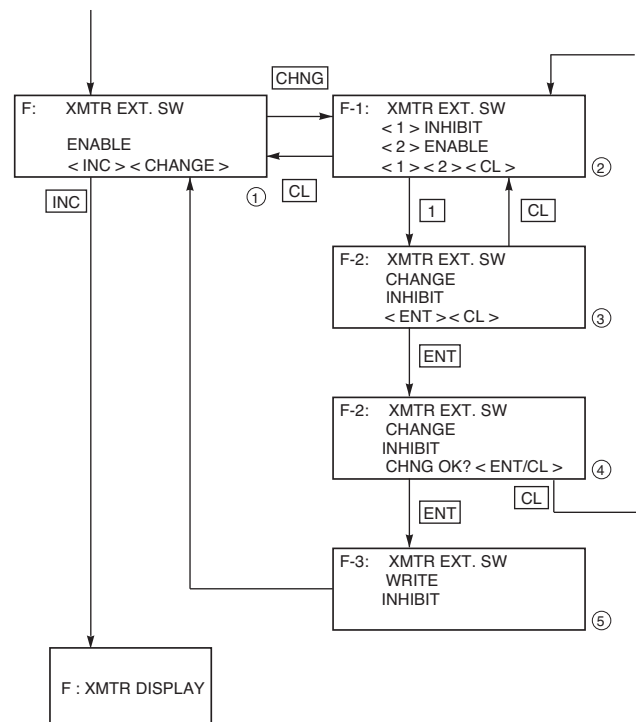 CHNG
F: XMTR EXT. SW
ENABLE
< INC > < CHANGE >
①
F-1: XMTR EXT. SW
< 1 > INHIBIT
< 2 > ENABLE
< 1 > < 2 > < CL >
②
CL
INC
1
CL
F-2: XMTR EXT. SW
CHANGE
INHIBIT
< ENT > < CL >
③
ENT
F-2: XMTR EXT. SW
CHANGE
INHIBIT
CHNG OK? < ENT/CL >
④
CL
ENT
F-3: XMTR EXT. SW
WRITE
INHIBIT
⑤
F : XMTR DISPLAY